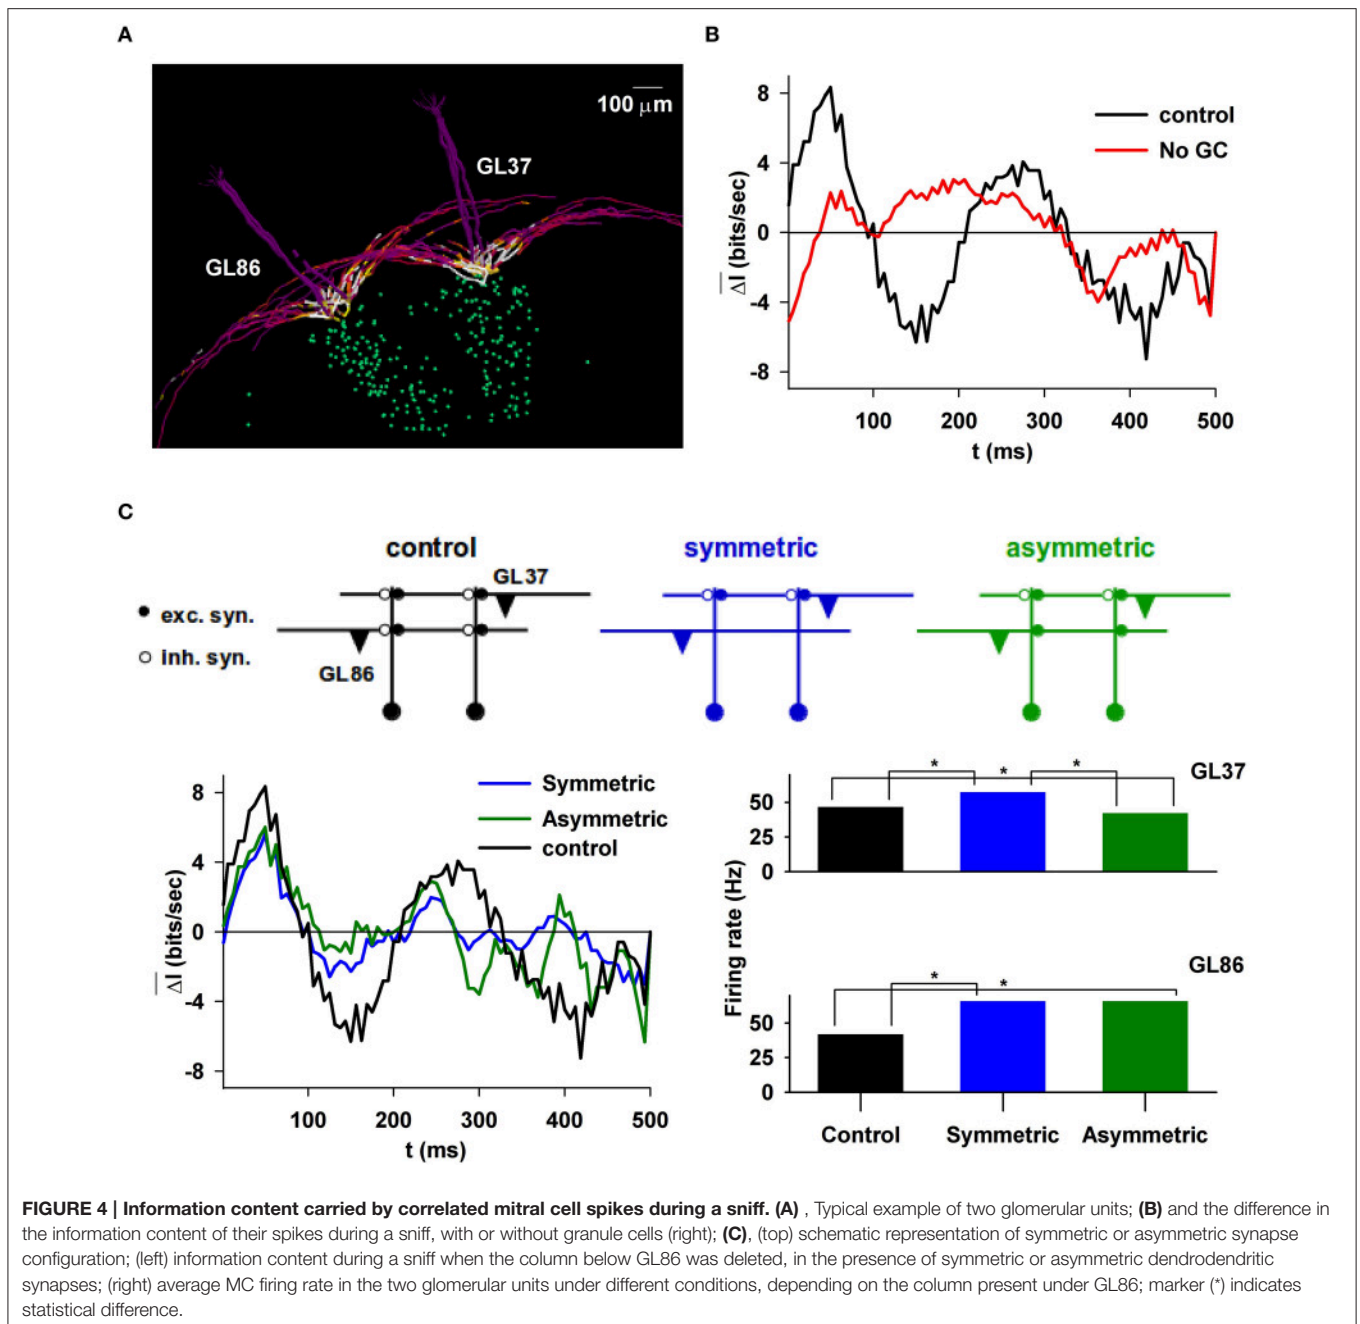 A
100 μm
GL37
GL86
B
8
4
0
-4
-8
ΔI (bits/sec)
control
No GC
100
200
300
400
500
t (ms)
C
control
symmetric
asymmetric
GL37
exc. syn.
inh. syn.
GL86
8
4
0
-4
-8
ΔI (bits/sec)
Symmetric
Asymmetric
control
100
200
300
400
500
t (ms)
* * *
GL37
50
25
0
Firing rate (Hz)
* *
GL86
50
25
0
Control
Symmetric
Asymmetric
FIGURE 4 | Information content carried by correlated mitral cell spikes during a sniff. (A) , Typical example of two glomerular units; (B) and the difference in
the information content of their spikes during a sniff, with or without granule cells (right); (C), (top) schematic representation of symmetric or asymmetric synapse
configuration; (left) information content during a sniff when the column below GL86 was deleted, in the presence of symmetric or asymmetric dendrodendritic
synapses; (right) average MC firing rate in the two glomerular units under different conditions, depending on the column present under GL86; marker (*) indicates
statistical difference.